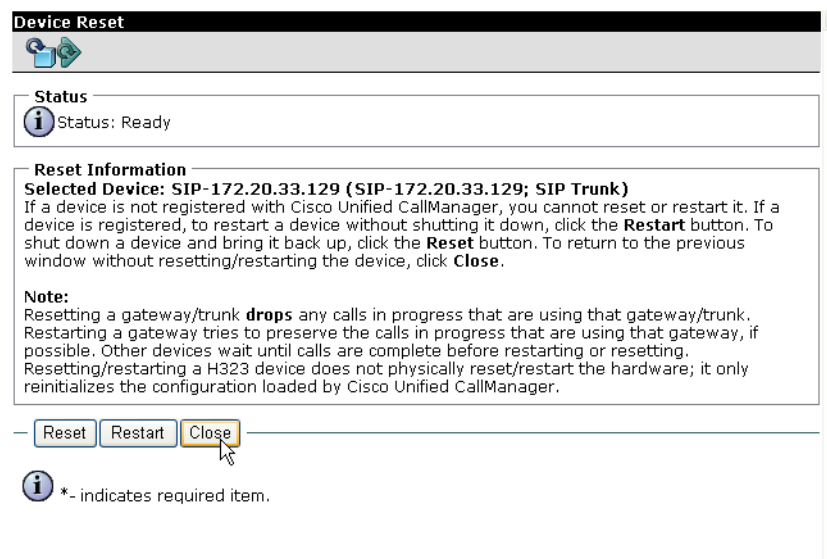 Device Reset
Status
Status: Ready
Reset Information
Selected Device: SIP-172.20.33.129 (SIP-172.20.33.129; SIP Trunk)
If a device is not registered with Cisco Unified CallManager, you cannot reset or restart it. If a
device is registered, to restart a device without shutting it down, click the Restart button. To
shut down a device and bring it back up, click the Reset button. To return to the previous
window without resetting/restarting the device, click Close.
Note:
Resetting a gateway/trunk drops any calls in progress that are using that gateway/trunk.
Restarting a gateway tries to preserve the calls in progress that are using that gateway, if
possible. Other devices wait until calls are complete before restarting or resetting.
Resetting/restarting a H323 device does not physically reset/restart the hardware; it only
reinitializes the configuration loaded by Cisco Unified CallManager.
Reset Restart Close
*- indicates required item.